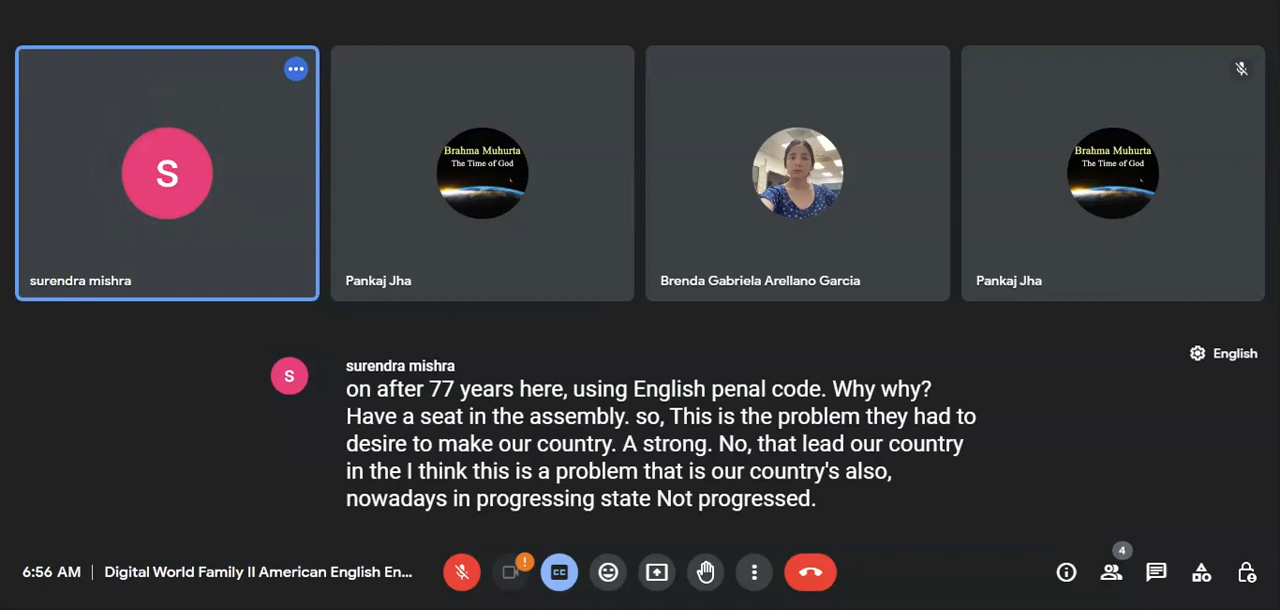 S
surendra mishra
Brahma Muhurta
The Time of God
Pankaj Jha
Brenda Gabriela Arellano Garcia
Brahma Muhurta
The Time of God
Pankaj Jha
English
S
surendra mishra
on after 77 years here, using English penal code. Why why?
Have a seat in the assembly. so, This is the problem they had to
desire to make our country. A strong. No, that lead our country
in the I think this is a problem that is our country's also,
nowadays in progressing state Not progressed.
6:56 AM | Digital World Family II American English En...
!
CC
4